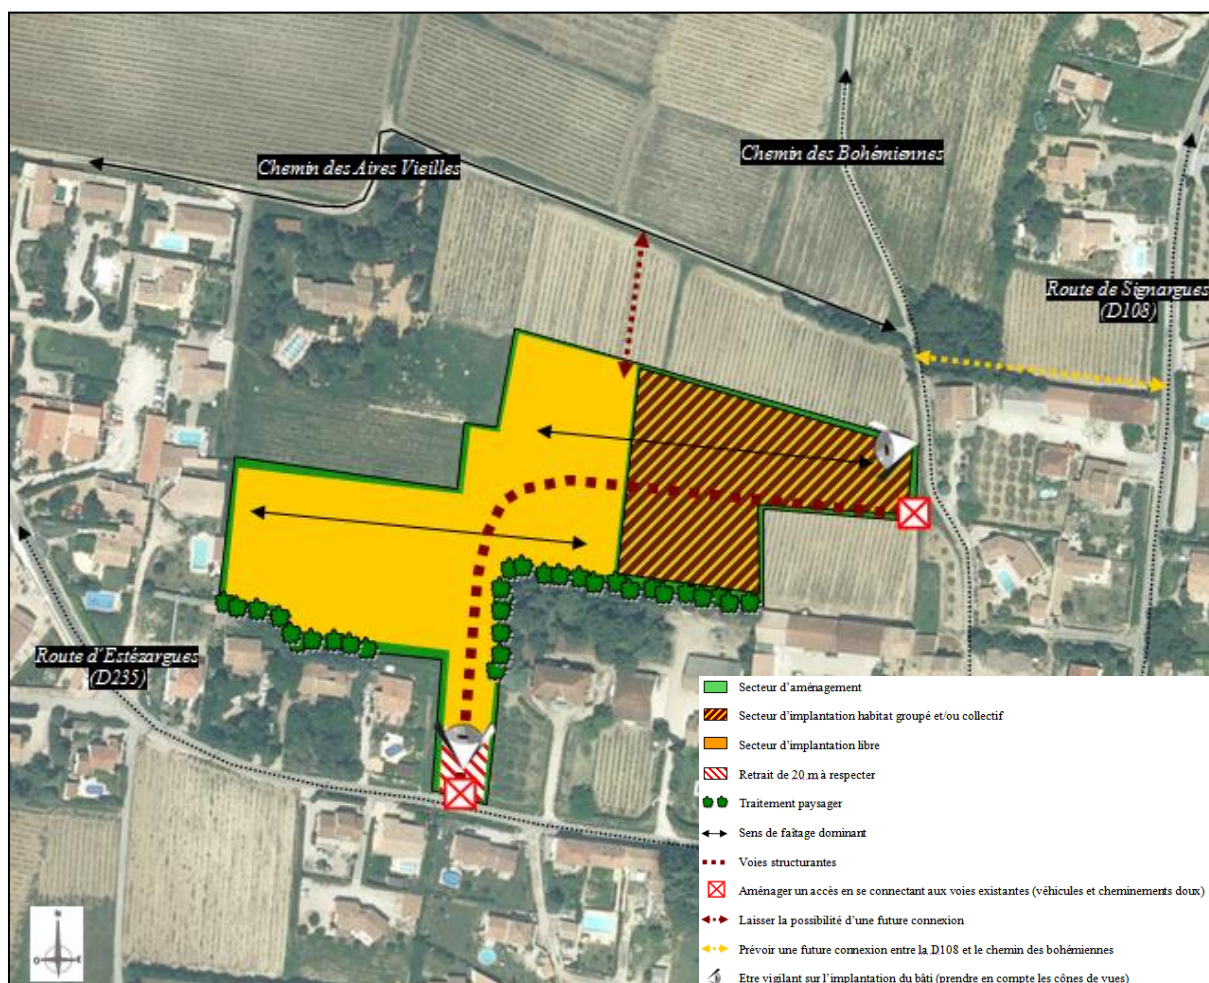 Chemin des Aires Vieilles
Chemin des Bohémiennes
Route de Signargues
(D108)
Route d'Estézargues
(D235)
Secteur d'aménagement
Secteur d'implantation habitat groupé et/ou collectif
Secteur d'implantation libre
Retrait de 20 m à respecter
Traitement paysager
Sens de faîtage dominant
Voies structurantes
Aménager un accès en se connectant aux voies existantes (véhicules et cheminements doux)
Laisser la possibilité d'une future connexion
Prévoir une future connexion entre la D108 et le chemin des bohémiennes
Etre vigilant sur l'implantation du bâti (prendre en compte les cônes de vues)
N
O
E